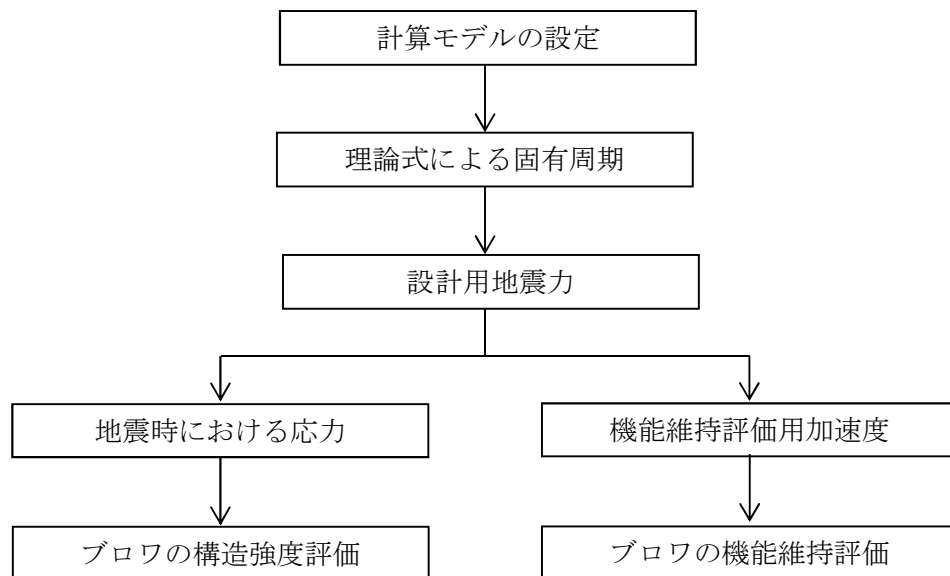 計算モデルの設定
理論式による固有周期
設計用地震力
地震時における応力
機能維持評価用加速度
ブロワの構造強度評価
ブロワの機能維持評価